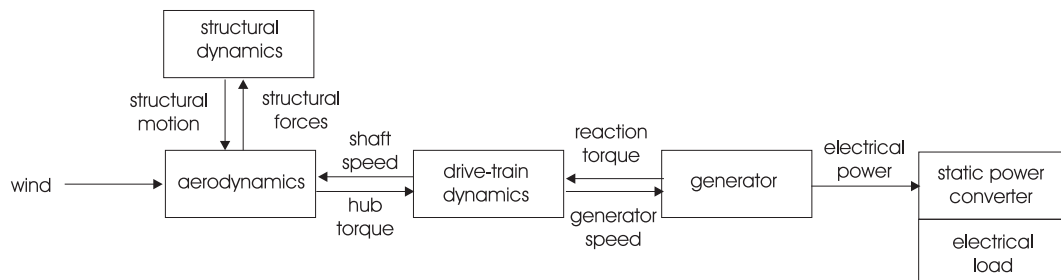 structural
dynamics
structural
motion
structural
forces
shaft
speed
reaction
torque
electrical
power
wind
aerodynamics
drive-train
dynamics
generator
static power
converter
hub
torque
generator
speed
electrical
load